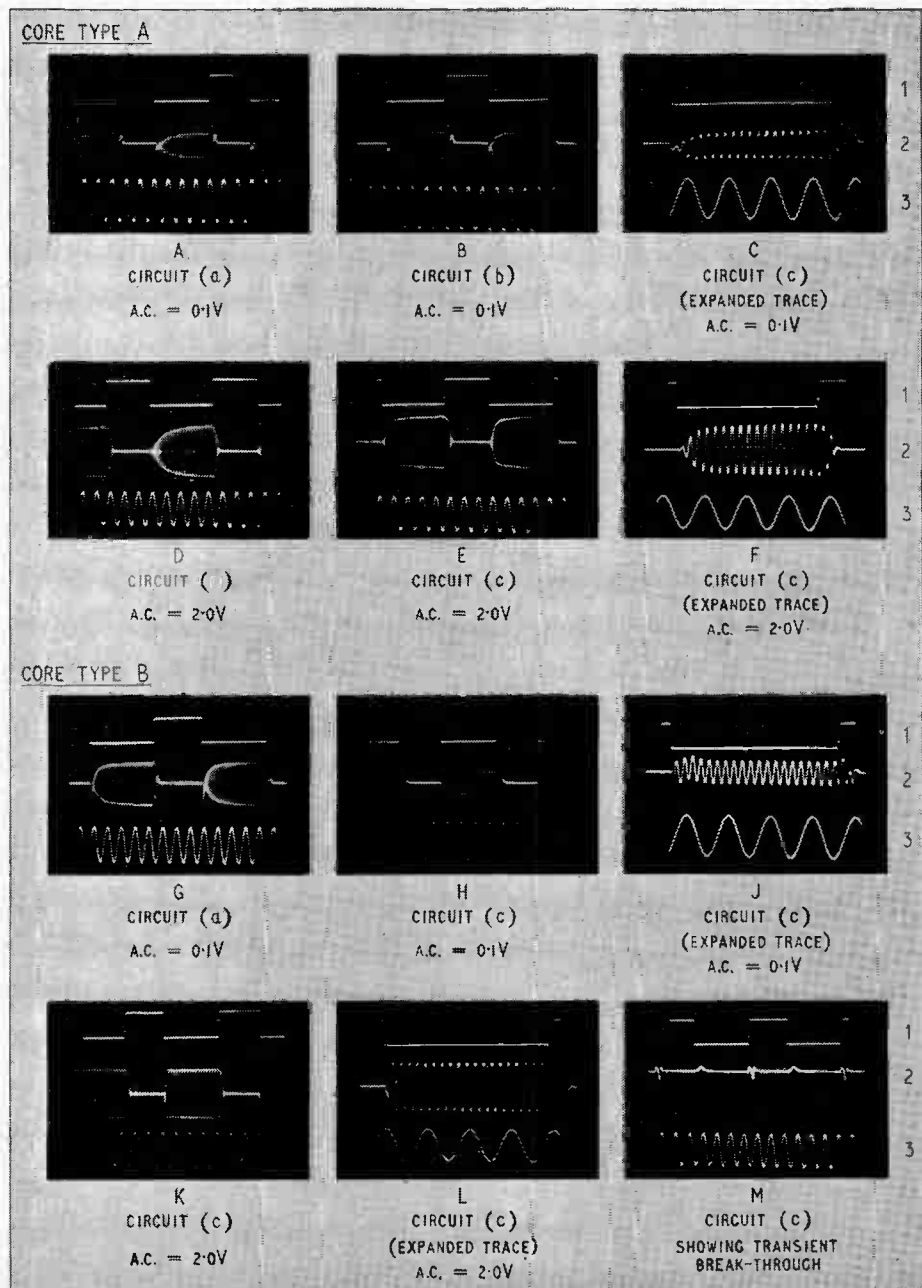 CORE TYPE A
1
2
3
A
B
C
CIRCUIT (a)
CIRCUIT (b)
CIRCUIT (c)
(EXPANDED TRACE)
A.C. = 0·1V
A.C. = 0·1V
A.C. = 0·1V
1
2
3
D
E
F
CIRCUIT
CIRCUIT (c)
CIRCUIT (c)
(EXPANDED TRACE)
A.C. = 2·0V
A.C. = 2·0V
A.C. = 2·0V
CORE TYPE B
1
2
3
G
H
J
CIRCUIT (a)
CIRCUIT (c)
CIRCUIT (c)
(EXPANDED TRACE)
A.C. = 0·1V
A.C. = 0·1V
A.C. = 0·1V
1
2
3
K
L
M
CIRCUIT (c)
CIRCUIT (c)
CIRCUIT (c)
(EXPANDED TRACE)
SHOWING TRANSIENT
BREAK-THROUGH
A.C. = 2·0V
A.C. = 2·0V